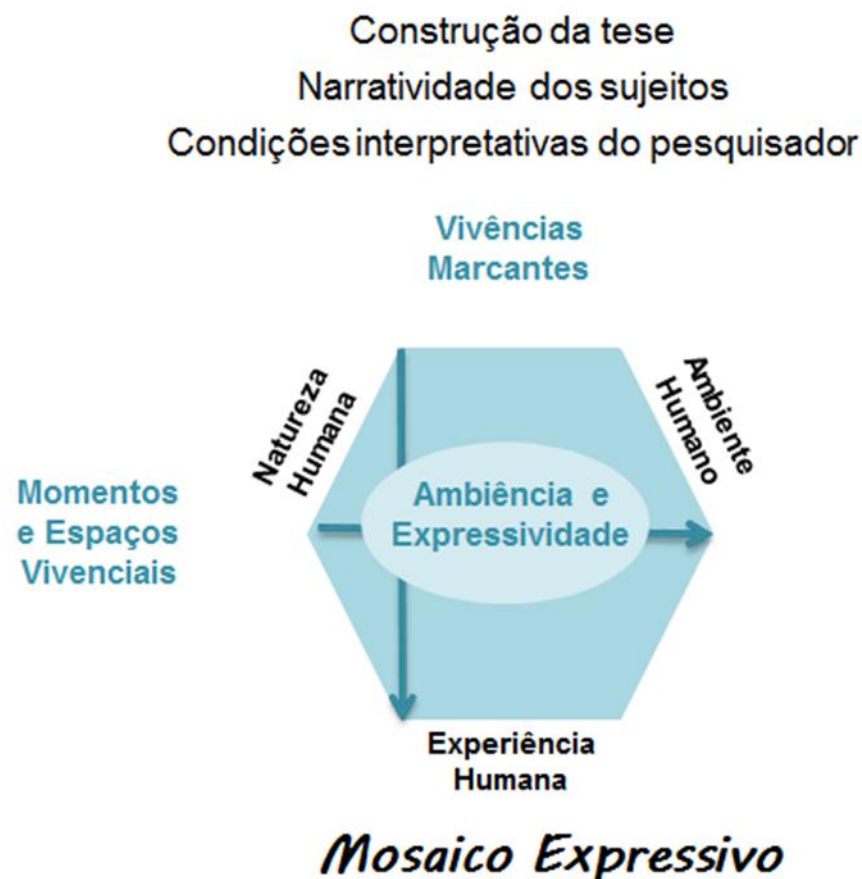 Construção da tese
Narratividade dos sujeitos
Condições interpretativas do pesquisador
Vivências
Marcantes
Natureza
Humana
Ambiente
Humano
Momentos
e Espaços
Vivenciais
Ambiência e
Expressividade
Experiência
Humana
Mosaico Expressivo